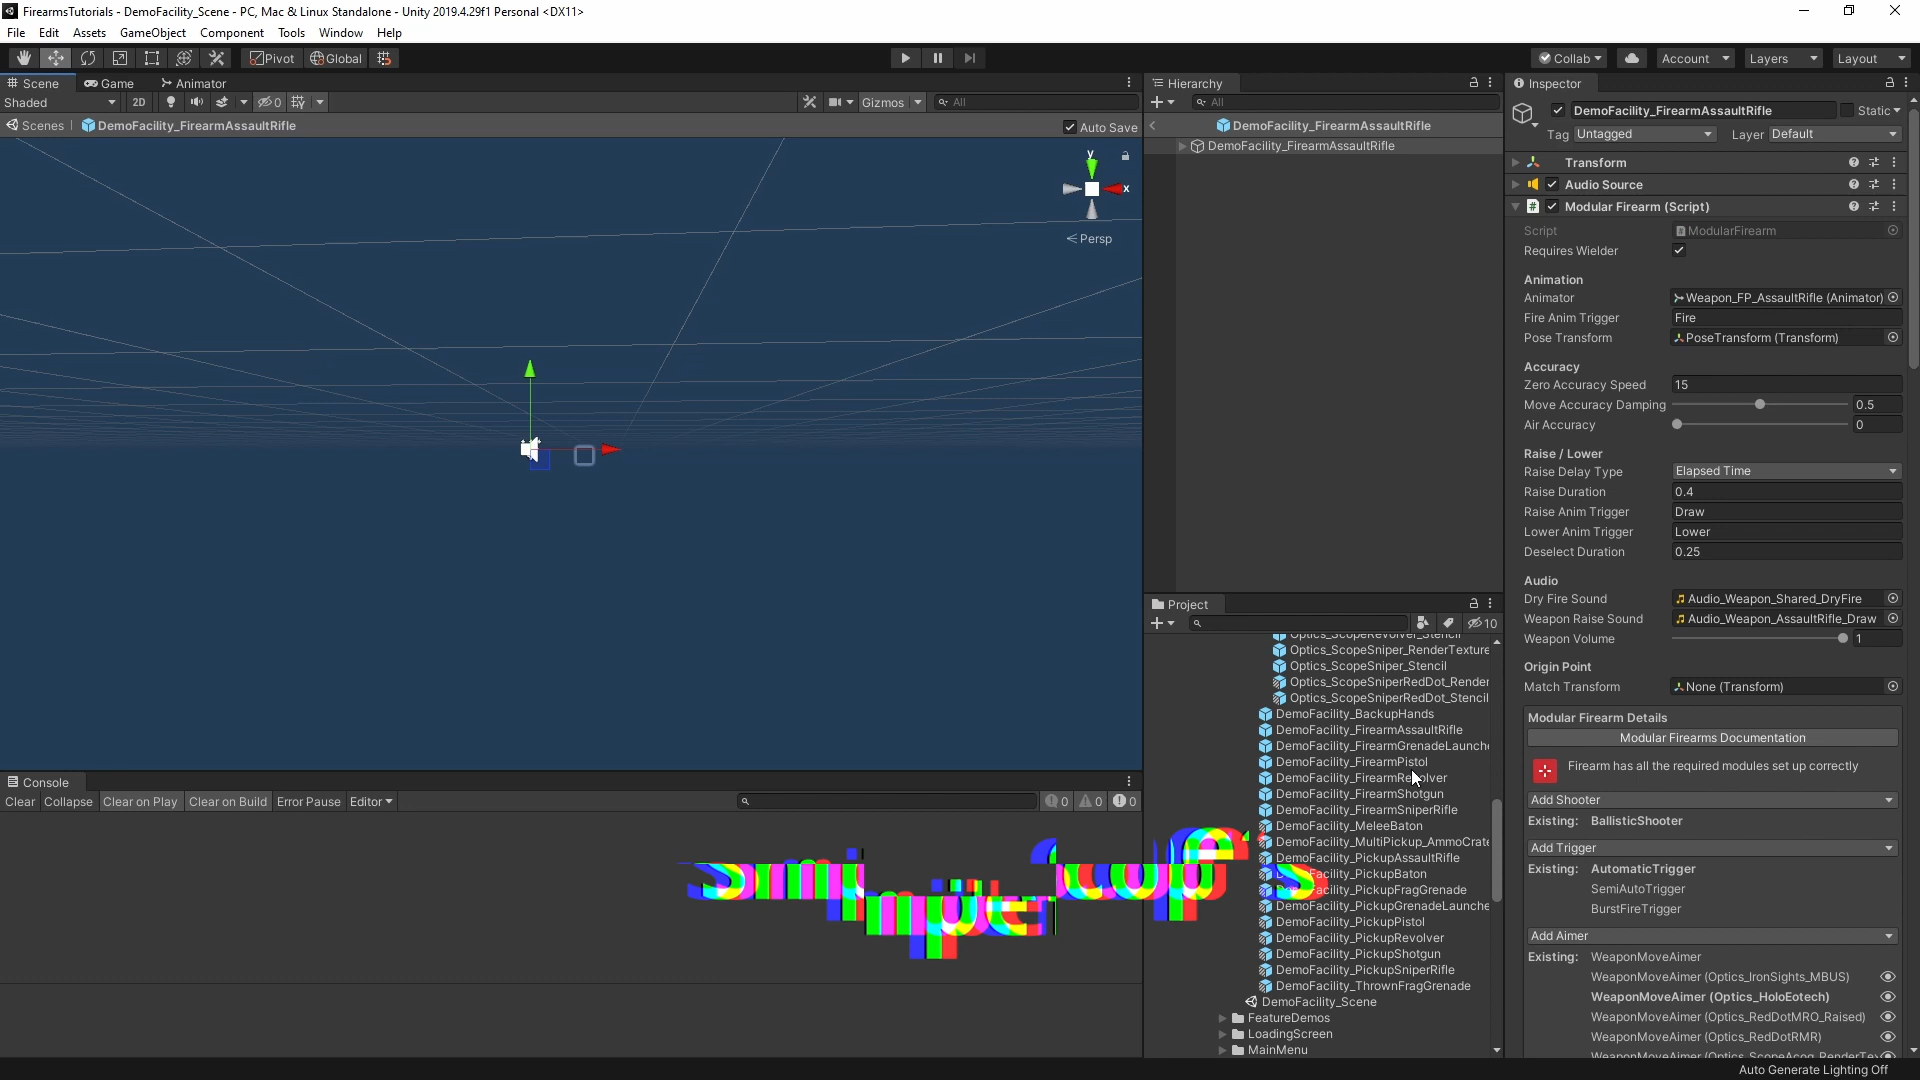 FirearmsTutorials - DemoFacility_Scene - PC, Mac & Linux Standalone - Unity 2019.4.29f1 Personal <DX11>
File Edit Assets GameObject Component Tools Window Help
Pivot Global Collab Account Layers Layout
Scene Game Animator
Shaded 2D 0 Gizmos All
Scenes DemoFacility_FirearmAssaultRifle Auto Save
y
x
Persp
Console
Clear Collapse Clear on Play Clear on Build Error Pause Editor 0 0 0
Hierarchy
All
DemoFacility_FirearmAssaultRifle
DemoFacility_FirearmAssaultRifle
Project
10
Optics_ScopeRevolver_Stencil
Optics_ScopeSniper_RenderTexture
Optics_ScopeSniper_Stencil
Optics_ScopeSniperRedDot_Render
Optics_ScopeSniperRedDot_Stencil
DemoFacility_BackupHands
DemoFacility_FirearmAssaultRifle
DemoFacility_FirearmGrenadeLaunche
DemoFacility_FirearmPistol
DemoFacility_FirearmRevolver
DemoFacility_FirearmShotgun
DemoFacility_FirearmSniperRifle
DemoFacility_MeleeBaton
DemoFacility_MultiPickup_AmmoCrate
DemoFacility_PickupAssaultRifle
DemoFacility_PickupBaton
DemoFacility_PickupFragGrenade
DemoFacility_PickupGrenadeLaunche
DemoFacility_PickupPistol
DemoFacility_PickupRevolver
DemoFacility_PickupShotgun
DemoFacility_PickupSniperRifle
DemoFacility_ThrownFragGrenade
DemoFacility_Scene
FeatureDemos
LoadingScreen
MainMenu
Inspector
DemoFacility_FirearmAssaultRifle Static
Tag Untagged Layer Default
Transform
Audio Source
Modular Firearm (Script)
Script ModularFirearm
Requires Wielder
Animation
Animator Weapon_FP_AssaultRifle (Animator)
Fire Anim Trigger Fire
Pose Transform PoseTransform (Transform)
Accuracy
Zero Accuracy Speed 15
Move Accuracy Damping 0.5
Air Accuracy 0
Raise / Lower
Raise Delay Type Elapsed Time
Raise Duration 0.4
Raise Anim Trigger Draw
Lower Anim Trigger Lower
Deselect Duration 0.25
Audio
Dry Fire Sound Audio_Weapon_Shared_DryFire
Weapon Raise Sound Audio_Weapon_AssaultRifle_Draw
Weapon Volume 1
Origin Point
Match Transform None (Transform)
Modular Firearm Details
Modular Firearms Documentation
Firearm has all the required modules set up correctly
Add Shooter
Existing: BallisticShooter
Add Trigger
Existing: AutomaticTrigger
SemiAutoTrigger
BurstFireTrigger
Add Aimer
Existing: WeaponMoveAimer
WeaponMoveAimer (Optics_IronSights_MBUS)
WeaponMoveAimer (Optics_HoloEotech)
WeaponMoveAimer (Optics_RedDotMRO_Raised)
WeaponMoveAimer (Optics_RedDotRMR)
WeaponMoveAimer (Optics_ScopeAcog_RenderTex
Auto Generate Lighting Off